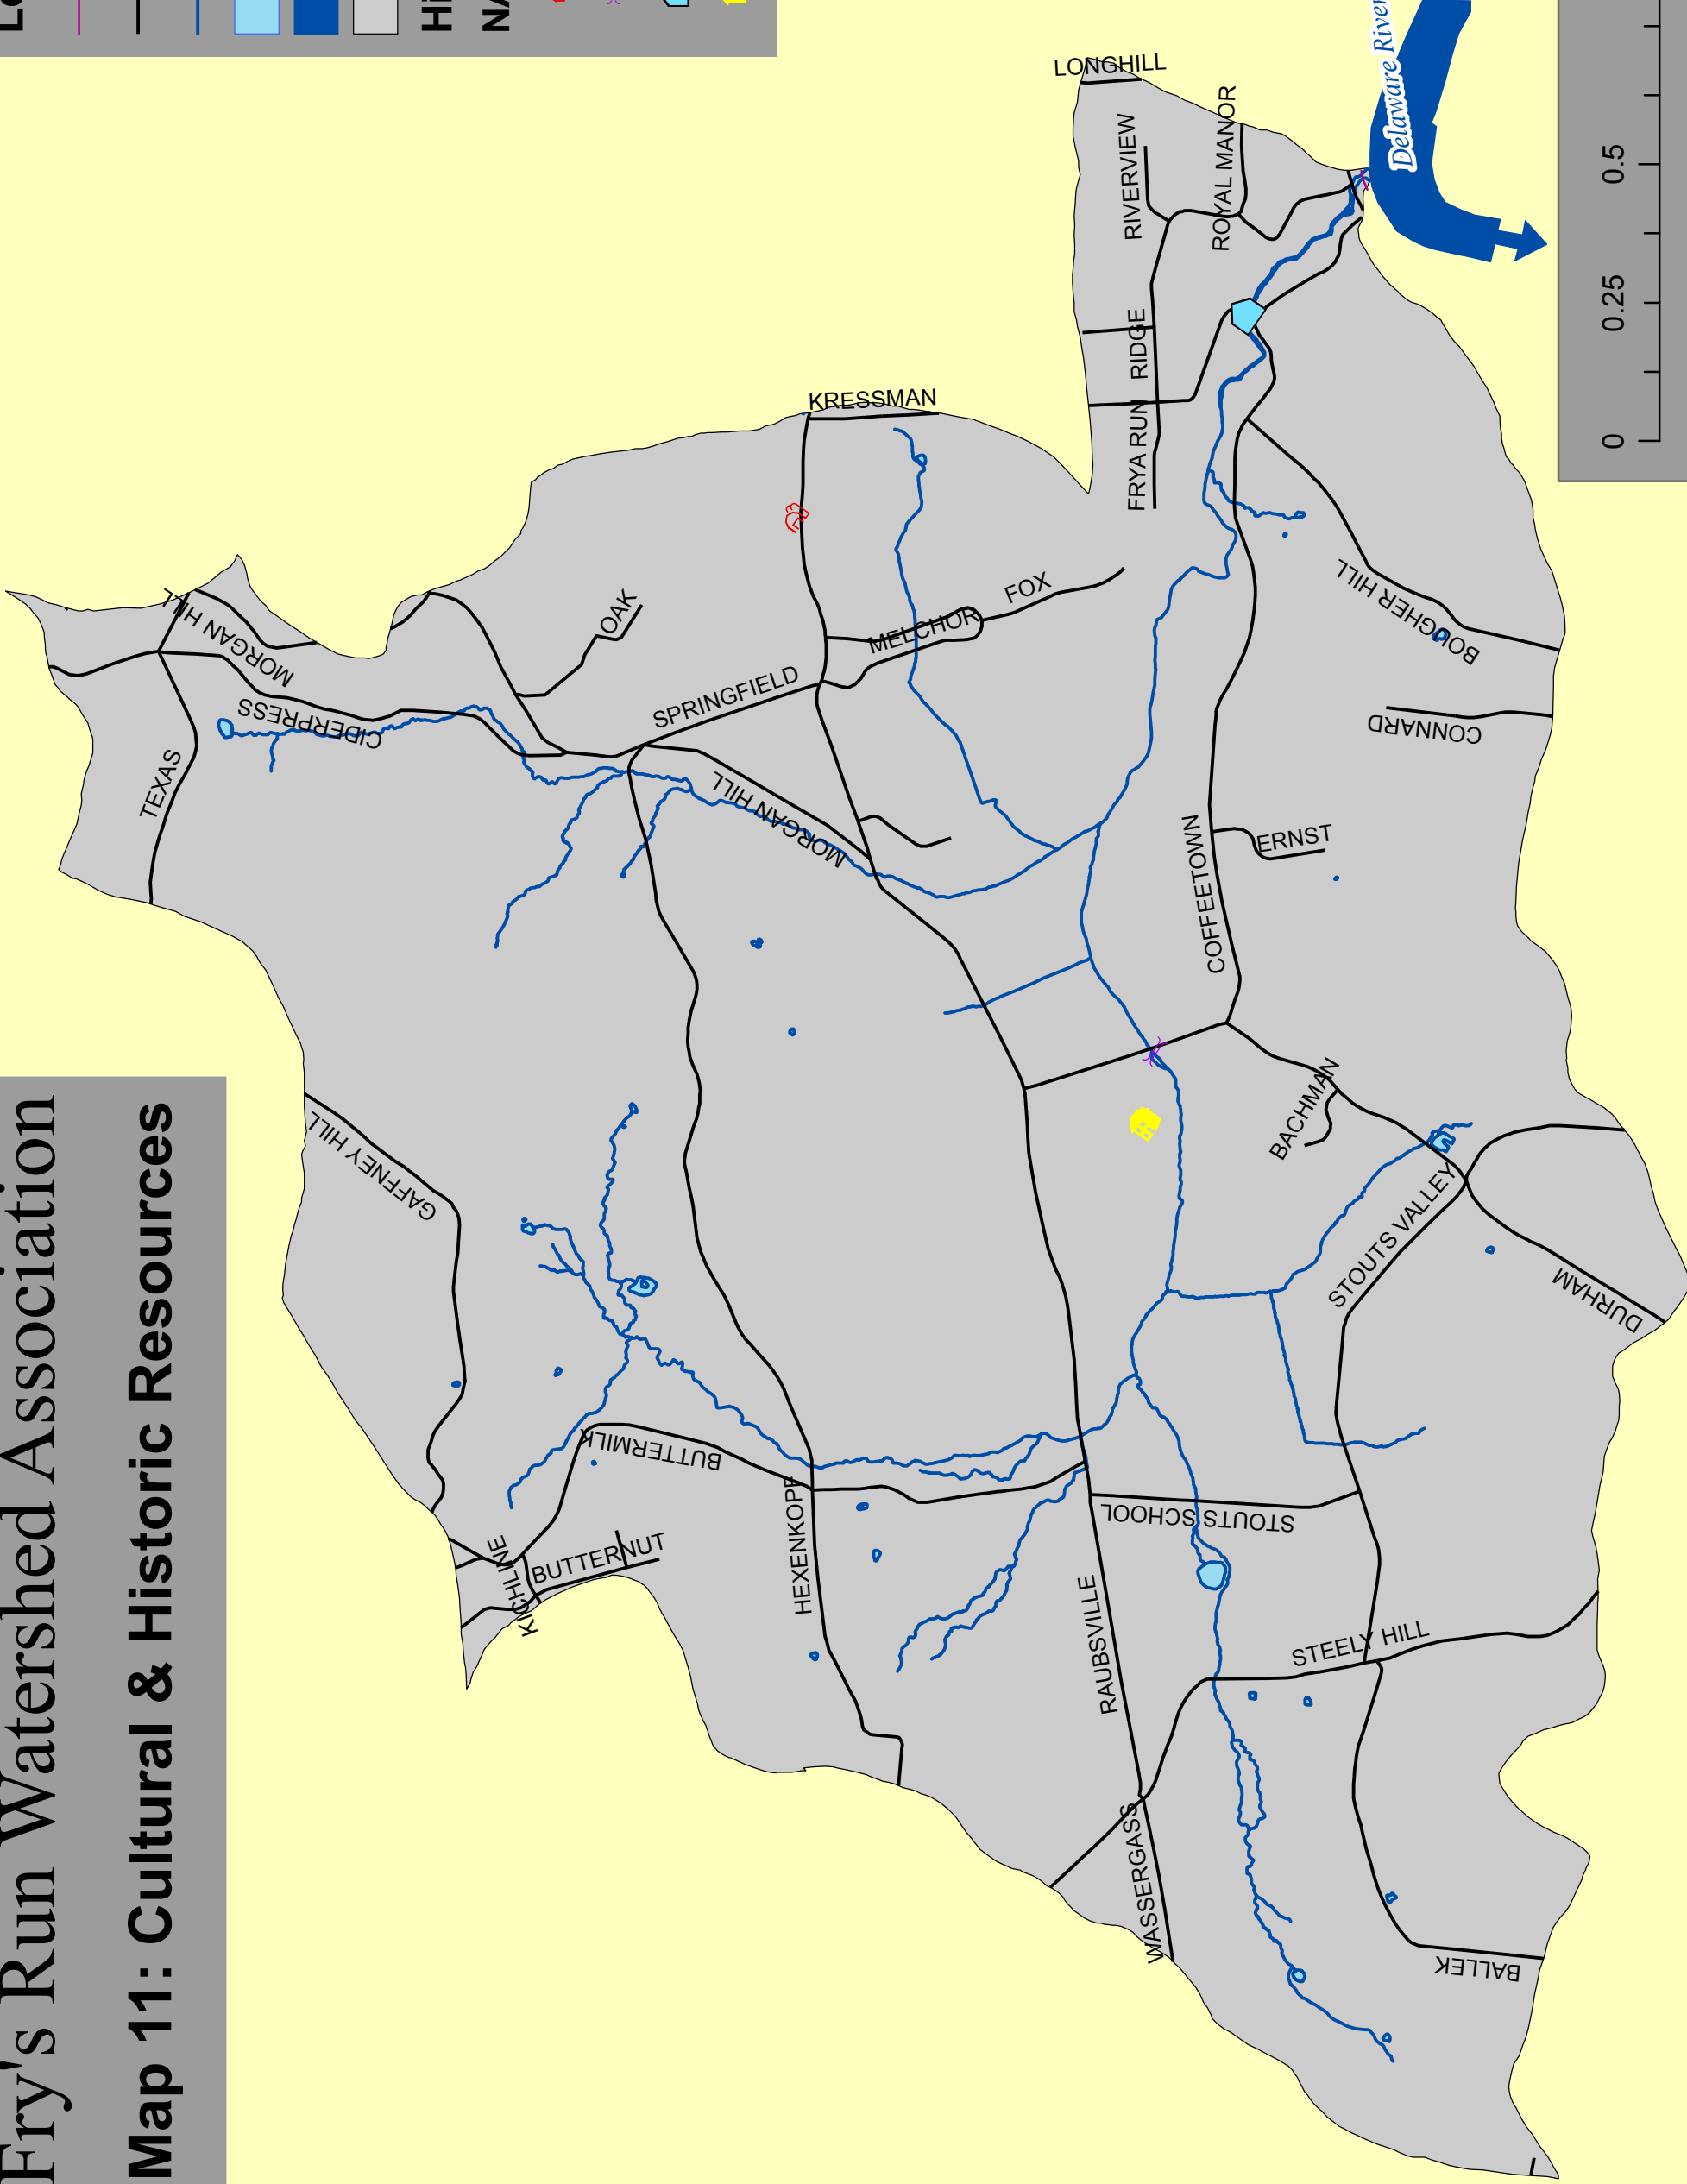 Fry's Run Watershed Association
Map 11: Cultural & Historic Resources
LONGHILL
RIVERVIEW
ROYAL MANOR
Delaware River
FRYA RUN
RIDGE
KRESSMAN
MORGAN HILL
CIDERPRESS
TEXAS
OAK
SPRINGFIELD
MELCHOR
FOX
MORGAN HILL
BOUGHER HILL
CONNARD
ERNST
COFFEETOWN
BACHMAN
STOUTS VALLEY
DURHAM
GAFFNEY HILL
BUTTERMILK
KICHLINE
BUTTERNUT
HEXENKOPF
STOUTS SCHOOL
RAUBSVILLE
STEELY HILL
WASSERGASS
BALLEK
0
0.25
0.5